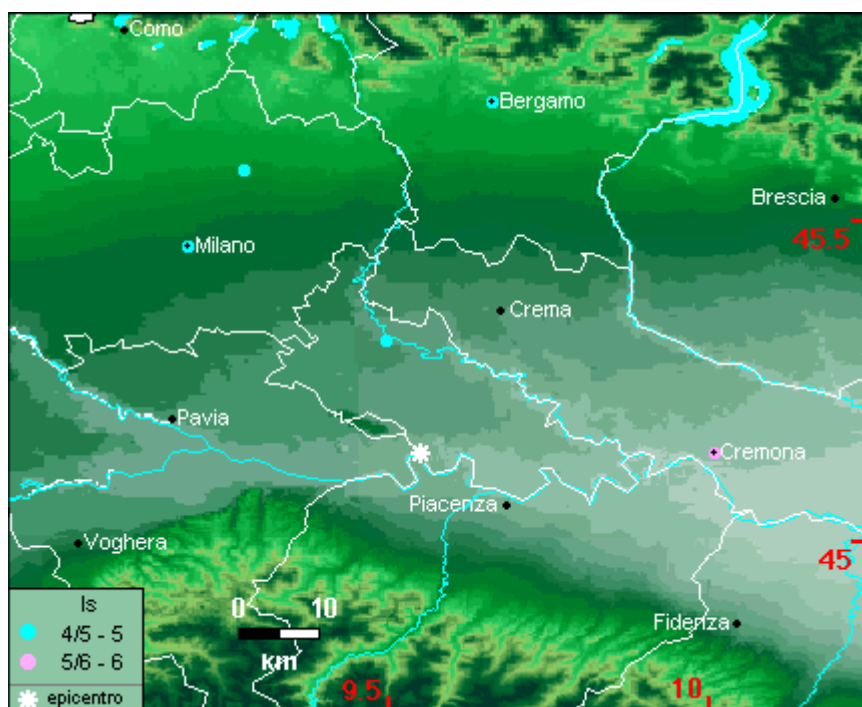 Como
Bergamo
Brescia
45.5
Milano
Crema
Pavia
Cremona
Piacenza
Voghera
45
Is
4/5 - 5
5/6 - 6
epicentro
0 10
km
Fidenza
9.5
10